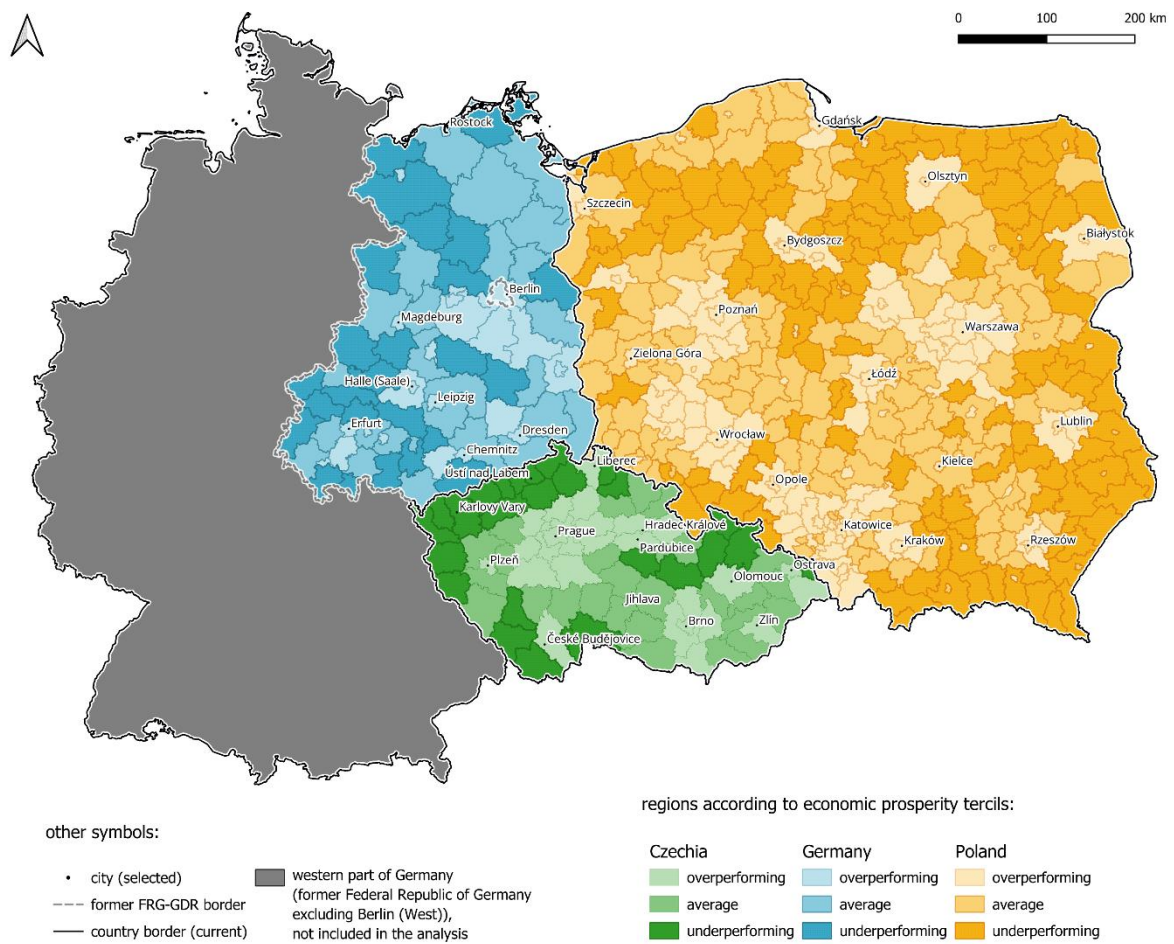 0 100 200 km
Rostock
Gdańsk
Olsztyn
Szczecin
Białystok
Bydgoszcz
Berlin
Poznań
Magdeburg
Warszawa
Zielona Góra
Halle (Saale)
Łódź
Leipzig
Erfurt
Lublin
Dresden
Wrocław
Chemnitz
Liberec
Kielce
Ústí nad Labem
Opole
Karlovy Vary
Prague
Hradec Králové
Katowice
Pardubice
Kraków
Rzeszów
Plzeň
Ostrava
Olomouc
Jihlava
Brno
Zlín
České Budějovice
other symbols:
city (selected)
former FRG-GDR border
country border (current)
western part of Germany
(former Federal Republic of Germany
excluding Berlin (West)),
not included in the analysis
regions according to economic prosperity tercils:
Czechia Germany Poland
overperforming overperforming overperforming
average average average
underperforming underperforming underperforming